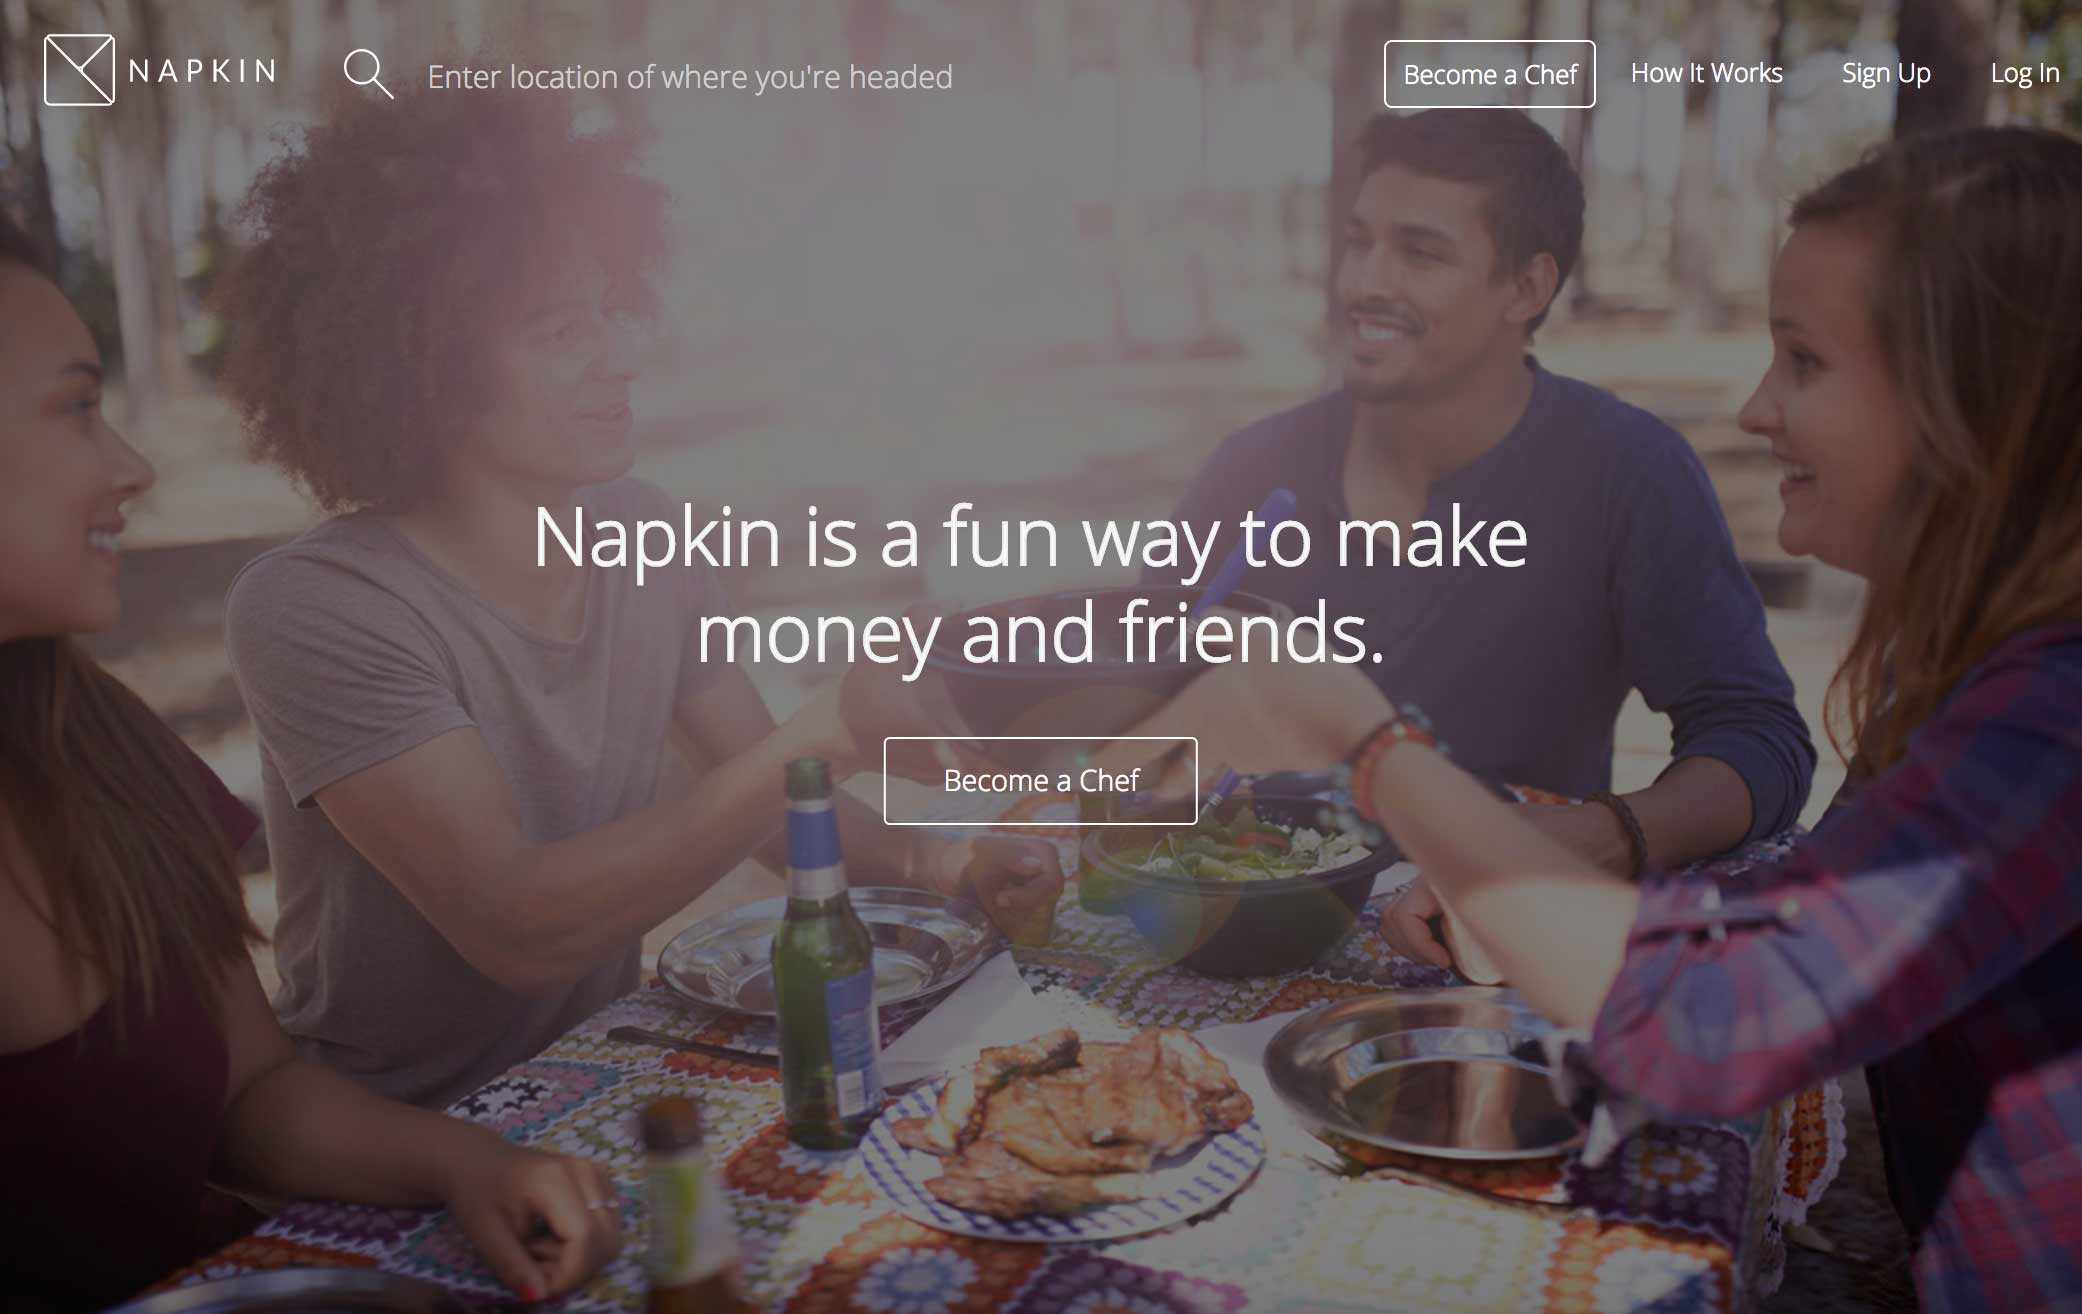 NAPKIN
Enter location of where you're headed
Become a Chef
How It Works
Sign Up
Log In
Napkin is a fun way to make
money and friends.
Become a Chef